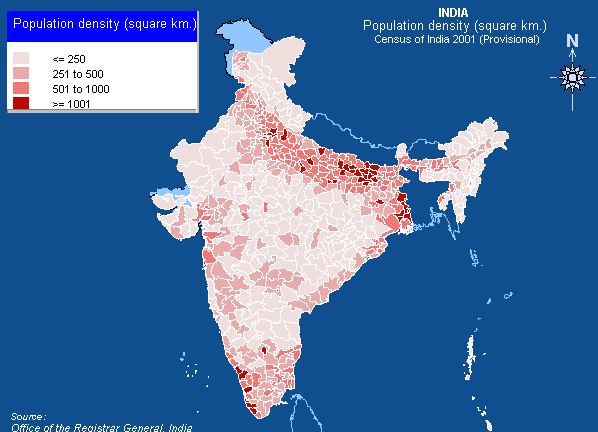 Population density (square km.)
<= 250
251 to 500
501 to 1000
>= 1001
INDIA
Population density (square km.)
Census of India 2001 (Provisional)
N
Source:
Office of the Registrar General, India